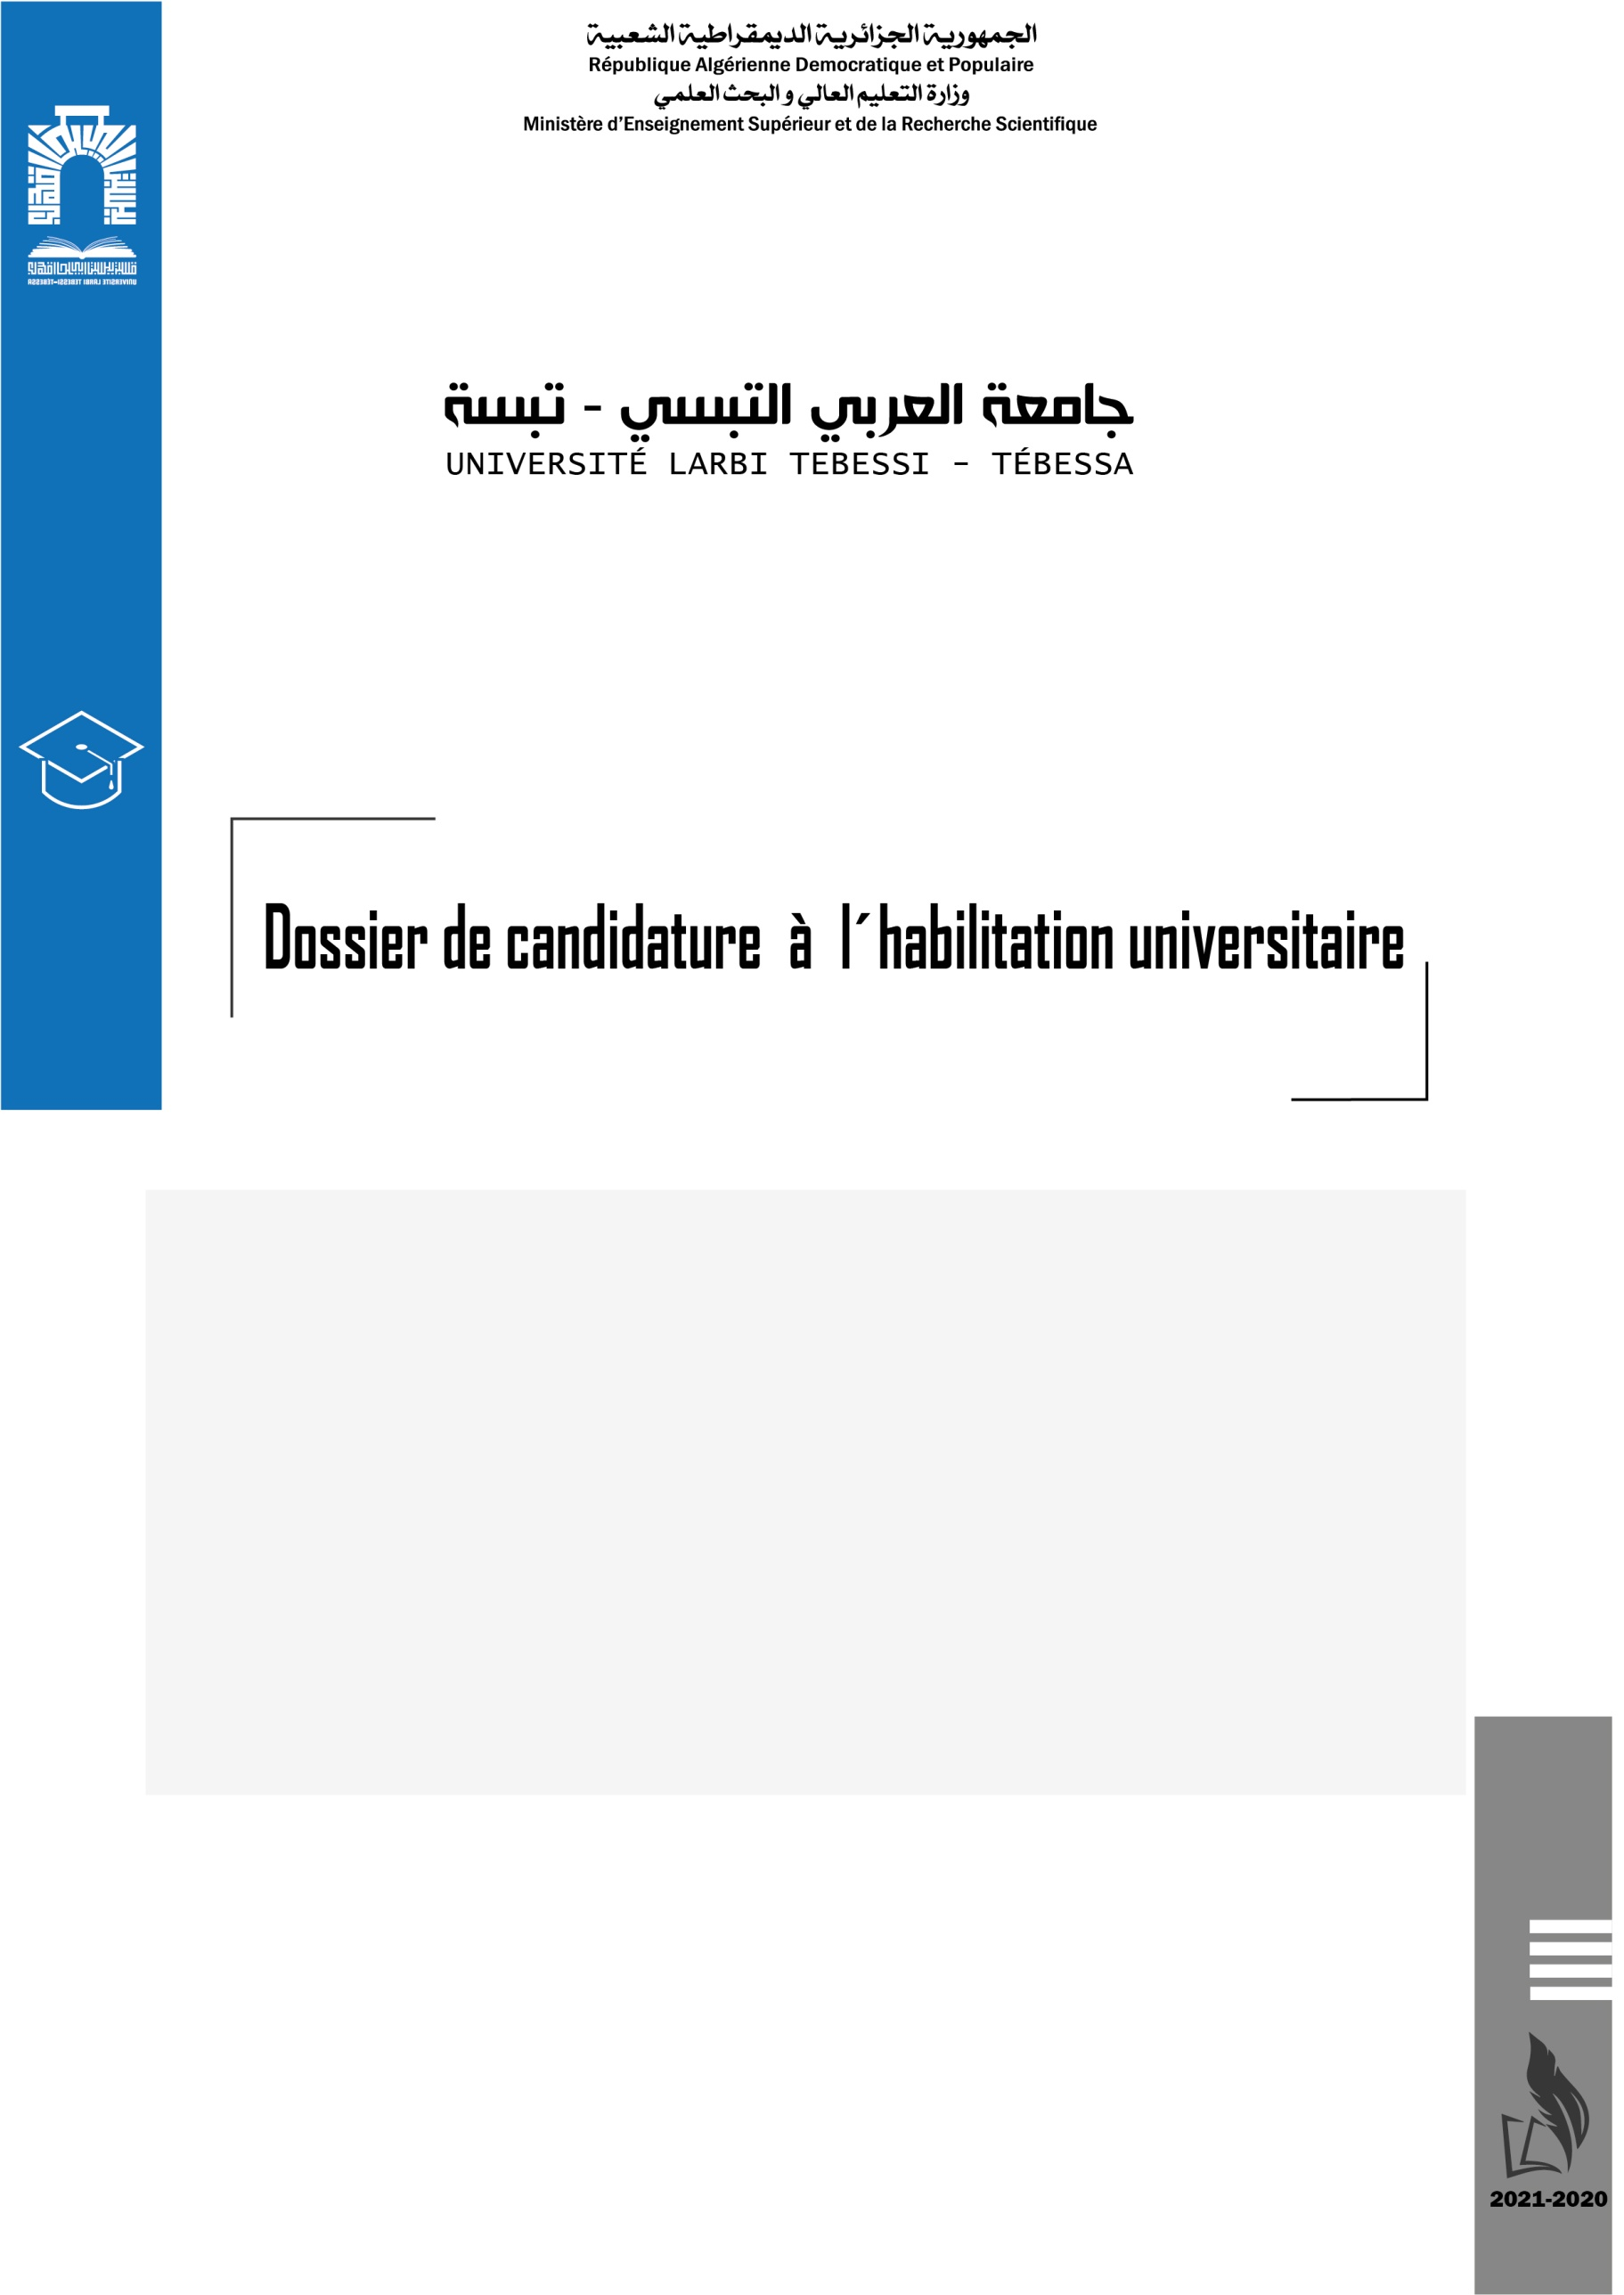 الجمهورية الجزائرية الديمقراطية الشعبية
République Algérienne Democratique et Populaire
وزارة التعليم العالي و البحث العلمي
Ministère d’Enseignement Supérieur et de la Recherche Scientifique
جامعة العربي التبسي - تبسة
UNIVERSITÉ LARBI TEBESSI – TÉBESSA
Dossier de candidature à l´habilitation universitaire
2021-2020